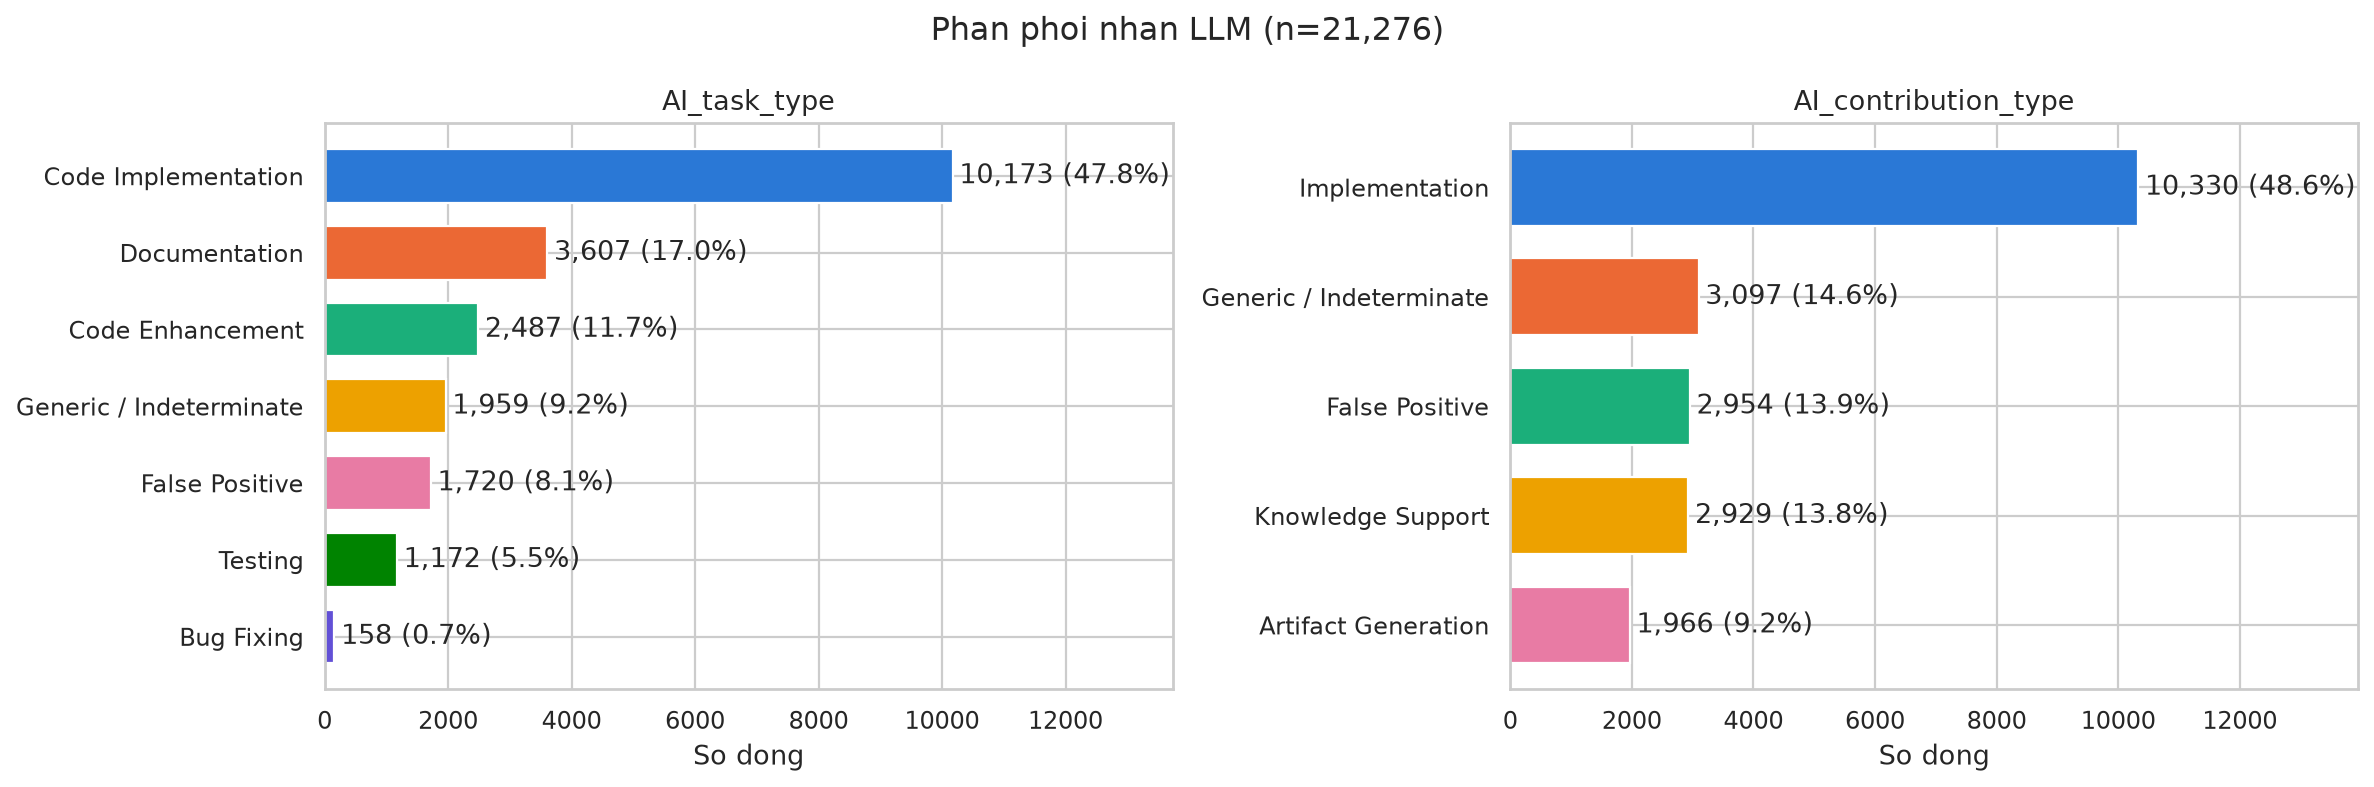 Phan phoi nhan LLM (n=21,276)
AI_task_type
Code Implementation
10,173 (47.8%)
Documentation
3,607 (17.0%)
Code Enhancement
2,487 (11.7%)
Generic / Indeterminate
1,959 (9.2%)
False Positive
1,720 (8.1%)
Testing
1,172 (5.5%)
Bug Fixing
158 (0.7%)
0 2000 4000 6000 8000 10000 12000
So dong
AI_contribution_type
Implementation
10,330 (48.6%)
Generic / Indeterminate
3,097 (14.6%)
False Positive
2,954 (13.9%)
Knowledge Support
2,929 (13.8%)
Artifact Generation
1,966 (9.2%)
0 2000 4000 6000 8000 10000 12000
So dong